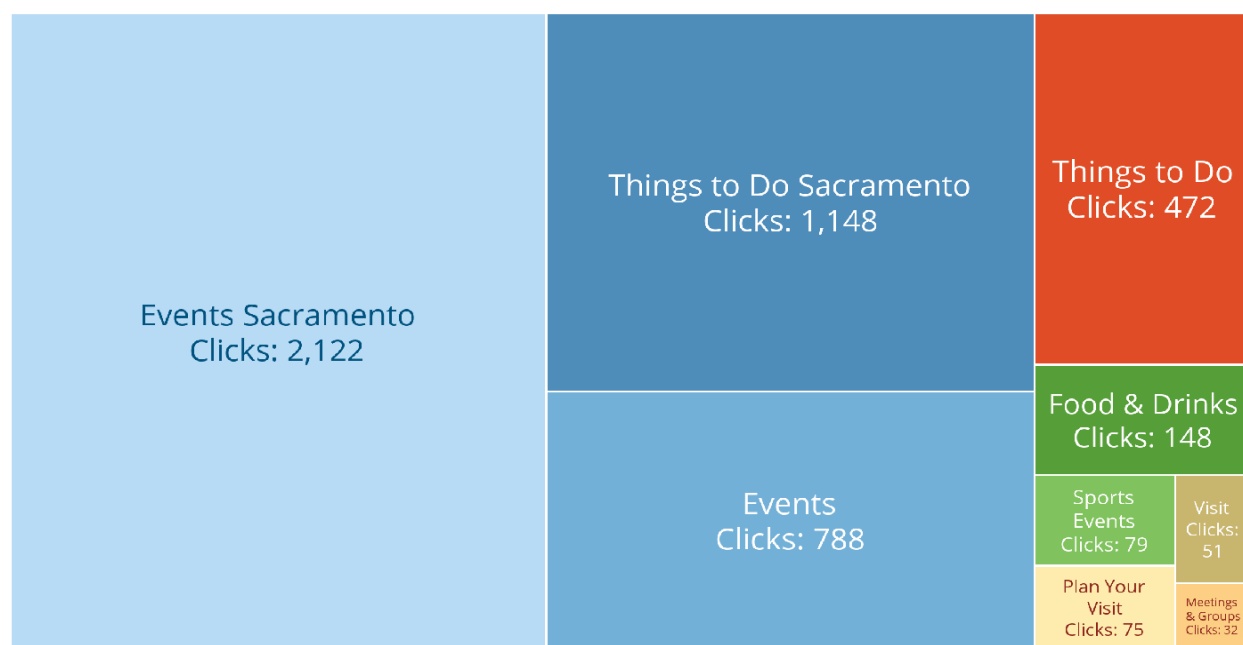 Events Sacramento
Clicks: 2,122
Things to Do Sacramento
Clicks: 1,148
Events
Clicks: 788
Things to Do
Clicks: 472
Food & Drinks
Clicks: 148
Sports
Events
Clicks: 79
Visit
Clicks:
51
Plan Your
Visit
Clicks: 75
Meetings
& Groups
Clicks: 32